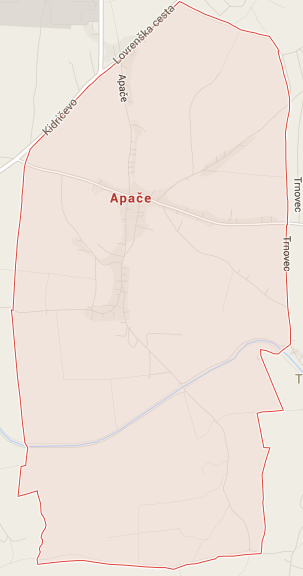 Lovrenška cesta
Kidričevo
Apače
Apače
Trnovec
Trnovec
T